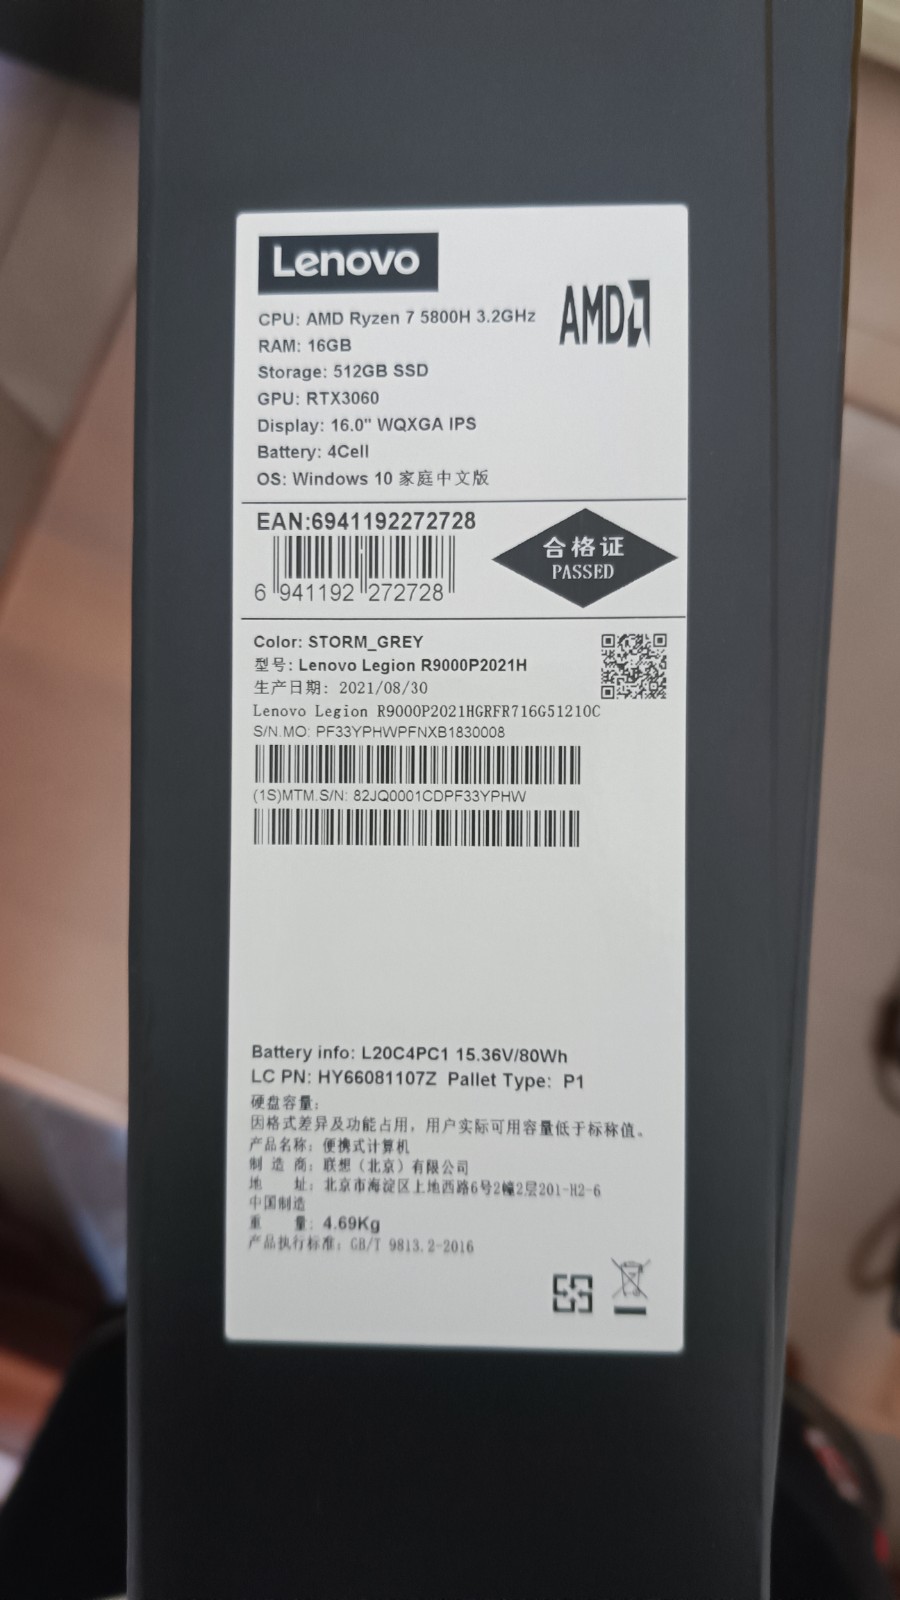 Lenovo
AMD
CPU: AMD Ryzen 7 5800H 3.2GHz
RAM: 16GB
Storage: 512GB SSD
GPU: RTX3060
Display: 16.0" WQXGA IPS
Battery: 4Cell
OS: Windows 10 家庭中文版
EAN:6941192272728
6 941192 272728
合格证
PASSED
Color: STORM_GREY
型号: Lenovo Legion R9000P2021H
生产日期: 2021/08/30
Lenovo Legion R9000P2021HGRFR716G51210C
S/N.MO: PF33YPHWPFNXB1830008
(1S)MTM.S/N: 82JQ0001CDPF33YPHW
Battery info: L20C4PC1 15.36V/80Wh
LC PN: HY66081107Z Pallet Type: P1
硬盘容量:
因格式差异及功能占用，用户实际可用容量低于标称值。
产品名称: 便携式计算机
制 造 商: 联想（北京）有限公司
地 址: 北京市海淀区上地西路6号2幢2层201-H2-6
中国制造
重 量: 4.69Kg
产品执行标准: GB/T 9813.2-2016